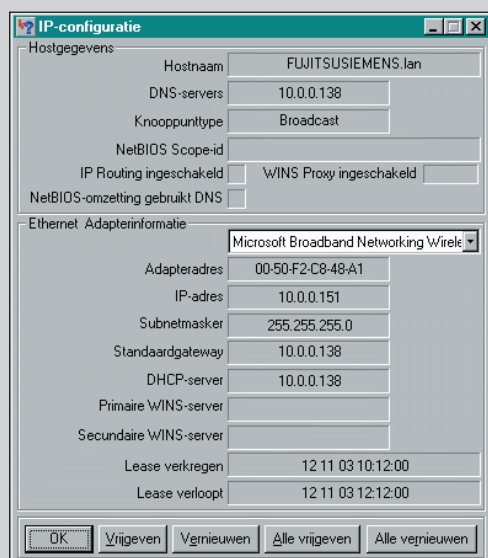 IP-configuratie
Hostgegevens
Hostnaam FUJITSUSIEMENS.lan
DNS-servers 10.0.0.138
Knooppunttype Broadcast
NetBIOS Scope-id
IP Routing ingeschakeld WINS Proxy ingeschakeld
NetBIOS-omzetting gebruikt DNS
Ethernet Adapterinformatie
Microsoft Broadband Networking Wirele
Adapteradres 00-50-F2-C8-48-A1
IP-adres 10.0.0.151
Subnetmasker 255.255.255.0
Standaardgateway 10.0.0.138
DHCP-server 10.0.0.138
Primaire WINS-server
Secundaire WINS-server
Lease verkregen 12 11 03 10:12:00
Lease verloopt 12 11 03 12:12:00
OK Vrijgeven Vernieuwen Alle vrijgeven Alle vernieuwen